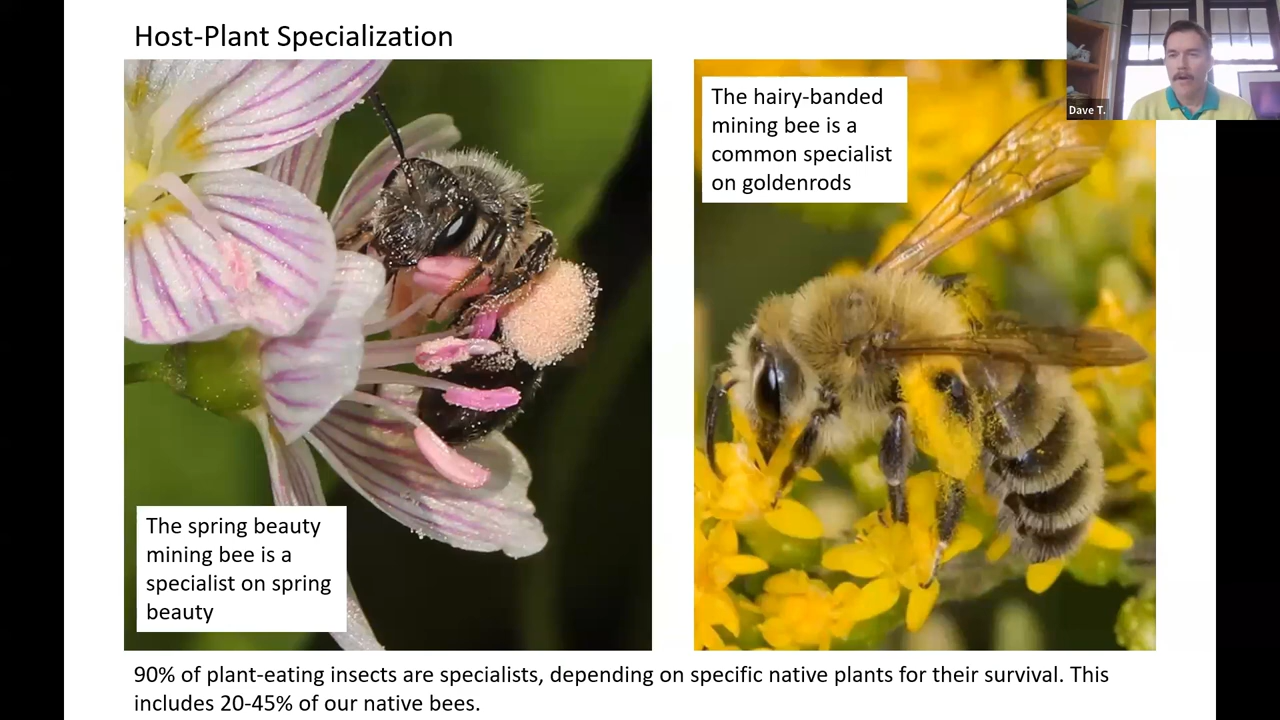 Host-Plant Specialization
The hairy-banded
mining bee is a
common specialist
on goldenrods
Dave T.
The spring beauty
mining bee is a
specialist on spring
beauty
90% of plant-eating insects are specialists, depending on specific native plants for their survival. This
includes 20-45% of our native bees.